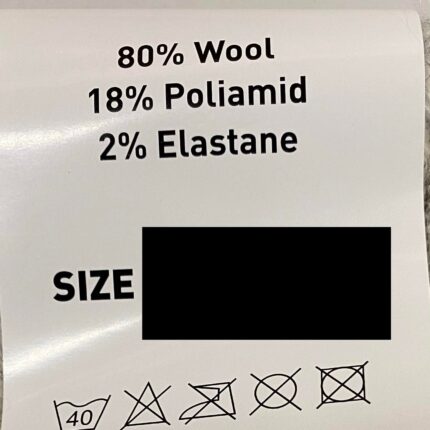 80% Wool
18% Poliamid
2% Elastane
SIZE
40